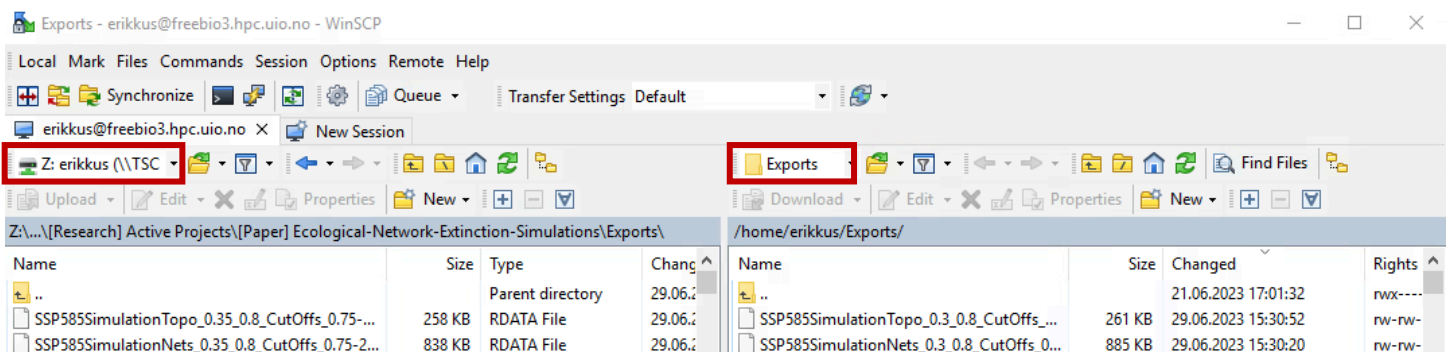 Exports - erikkus@freebio3.hpc.uio.no - WinSCP
Local Mark Files Commands Session Options Remote Help
Synchronize Queue Transfer Settings Default
erikkus@freebio3.hpc.uio.no New Session
Z: erikkus (\\TSC Exports Find Files
Upload Edit Properties New Download Edit Properties New
Z:\...\[Research] Active Projects\[Paper] Ecological-Network-Extinction-Simulations\Exports\ /home/erikkus/Exports/
Name Size Type Chang Name Size Changed Rights
.. Parent directory 29.06.2 .. 21.06.2023 17:01:32 rwx----
SSP585SimulationTopo_0.35_0.8_CutOffs_0.75-... 258 KB RDATA File 29.06.2 SSP585SimulationTopo_0.3_0.8_CutOffs_... 261 KB 29.06.2023 15:30:52 rw-rw-
SSP585SimulationNets_0.35_0.8_CutOffs_0.75-2... 838 KB RDATA File 29.06.2 SSP585SimulationNets_0.3_0.8_CutOffs_0... 885 KB 29.06.2023 15:30:20 rw-rw-